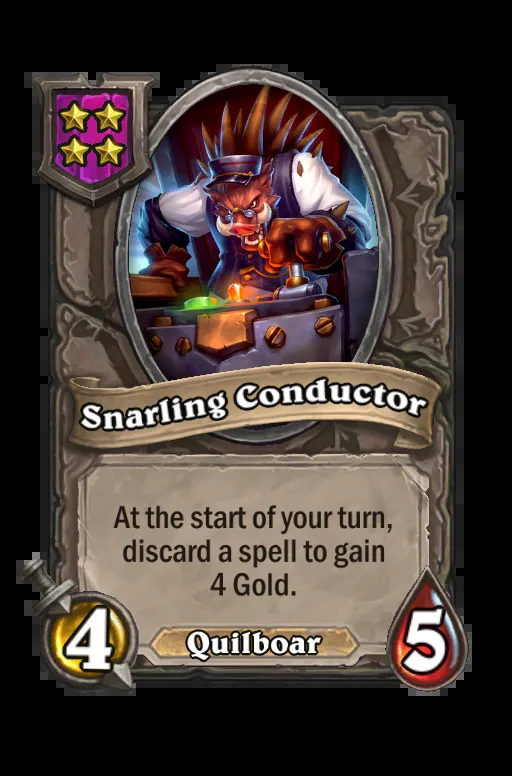 Snarling Conductor
At the start of your turn,
discard a spell to gain
4 Gold.
4
Quilboar
5